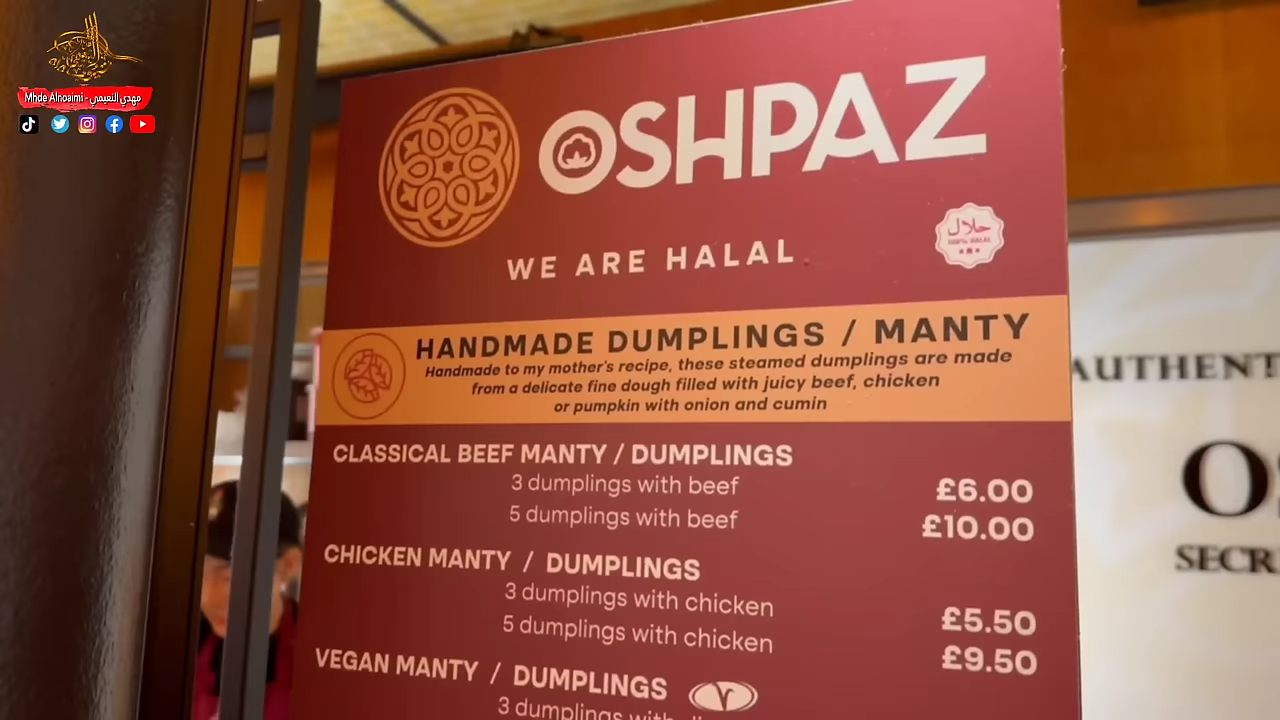 Mhde Alnoaimi - مهدي النعيمي
OSHPAZ
حلال
100% HALAL
WE ARE HALAL
HANDMADE DUMPLINGS / MANTY
Handmade to my mother's recipe, these steamed dumplings are made
from a delicate fine dough filled with juicy beef, chicken
or pumpkin with onion and cumin
CLASSICAL BEEF MANTY / DUMPLINGS
3 dumplings with beef £6.00
5 dumplings with beef £10.00
CHICKEN MANTY / DUMPLINGS
3 dumplings with chicken £5.50
5 dumplings with chicken £9.50
VEGAN MANTY / DUMPLINGS V
3 dumplings with
AUTHENT
SECR